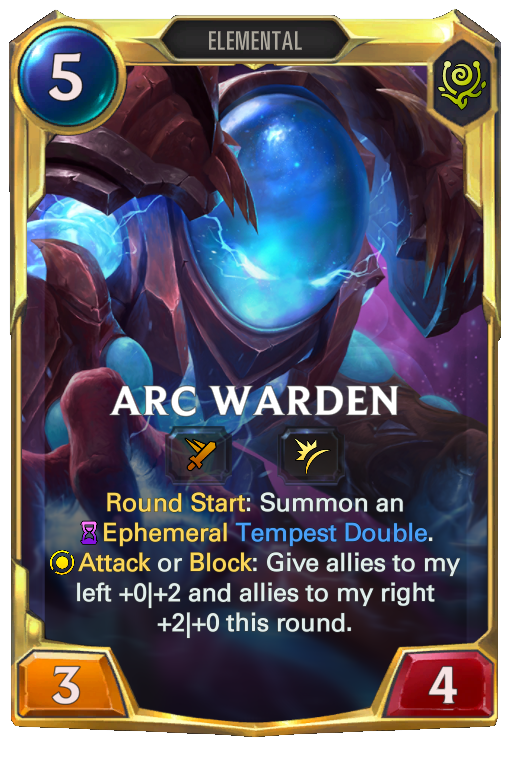 ELEMENTAL
5
ARC WARDEN
Round Start: Summon an
Ephemeral Tempest Double.
Attack or Block: Give allies to my
left +0|+2 and allies to my right
+2|+0 this round.
3
4